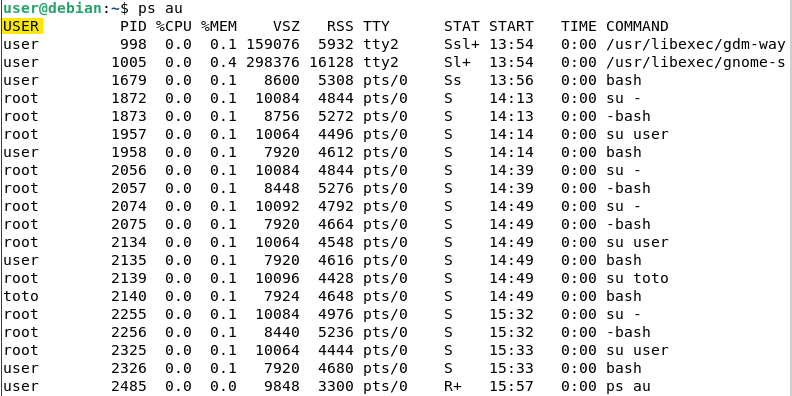 user@debian:~$ ps au
USER         PID %CPU %MEM    VSZ   RSS TTY      STAT START   TIME COMMAND
user         998  0.0  0.1 159076  5932 tty2     Ssl+ 13:54   0:00 /usr/libexec/gdm-way
user        1005  0.0  0.4 298376 16128 tty2     Sl+  13:54   0:00 /usr/libexec/gnome-s
user        1679  0.0  0.1   8600  5308 pts/0    Ss   13:56   0:00 bash
root        1872  0.0  0.1  10084  4844 pts/0    S    14:13   0:00 su -
root        1873  0.0  0.1   8756  5272 pts/0    S    14:13   0:00 -bash
root        1957  0.0  0.1  10064  4496 pts/0    S    14:14   0:00 su user
user        1958  0.0  0.1   7920  4612 pts/0    S    14:14   0:00 bash
root        2056  0.0  0.1  10084  4844 pts/0    S    14:39   0:00 su -
root        2057  0.0  0.1   8448  5276 pts/0    S    14:39   0:00 -bash
root        2074  0.0  0.1  10092  4792 pts/0    S    14:49   0:00 su -
root        2075  0.0  0.1   7920  4664 pts/0    S    14:49   0:00 -bash
root        2134  0.0  0.1  10064  4548 pts/0    S    14:49   0:00 su user
user        2135  0.0  0.1   7920  4616 pts/0    S    14:49   0:00 bash
root        2139  0.0  0.1  10096  4428 pts/0    S    14:49   0:00 su toto
toto        2140  0.0  0.1   7924  4648 pts/0    S    14:49   0:00 bash
root        2255  0.0  0.1  10084  4976 pts/0    S    15:32   0:00 su -
root        2256  0.0  0.1   8440  5236 pts/0    S    15:32   0:00 -bash
root        2325  0.0  0.1  10064  4444 pts/0    S    15:33   0:00 su user
user        2326  0.0  0.1   7920  4680 pts/0    S    15:33   0:00 bash
user        2485  0.0  0.0   9848  3300 pts/0    R+   15:57   0:00 ps au